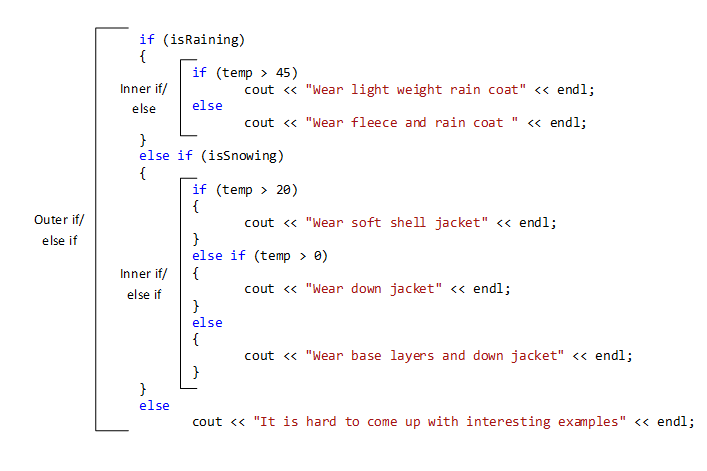 if (isRaining)
{
if (temp > 45)
cout << "Wear light weight rain coat" << endl;
else
cout << "Wear fleece and rain coat " << endl;
}
else if (isSnowing)
{
if (temp > 20)
{
cout << "Wear soft shell jacket" << endl;
}
else if (temp > 0)
{
cout << "Wear down jacket" << endl;
}
else
{
cout << "Wear base layers and down jacket" << endl;
}
}
else
cout << "It is hard to come up with interesting examples" << endl;
Inner if/
else
Outer if/
else if
Inner if/
else if